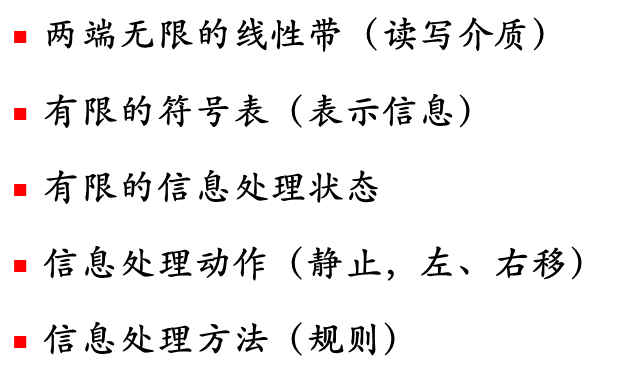 两端无限的线性带（读写介质）
有限的符号表（表示信息）
有限的信息处理状态
信息处理动作（静止，左、右移）
信息处理方法（规则）